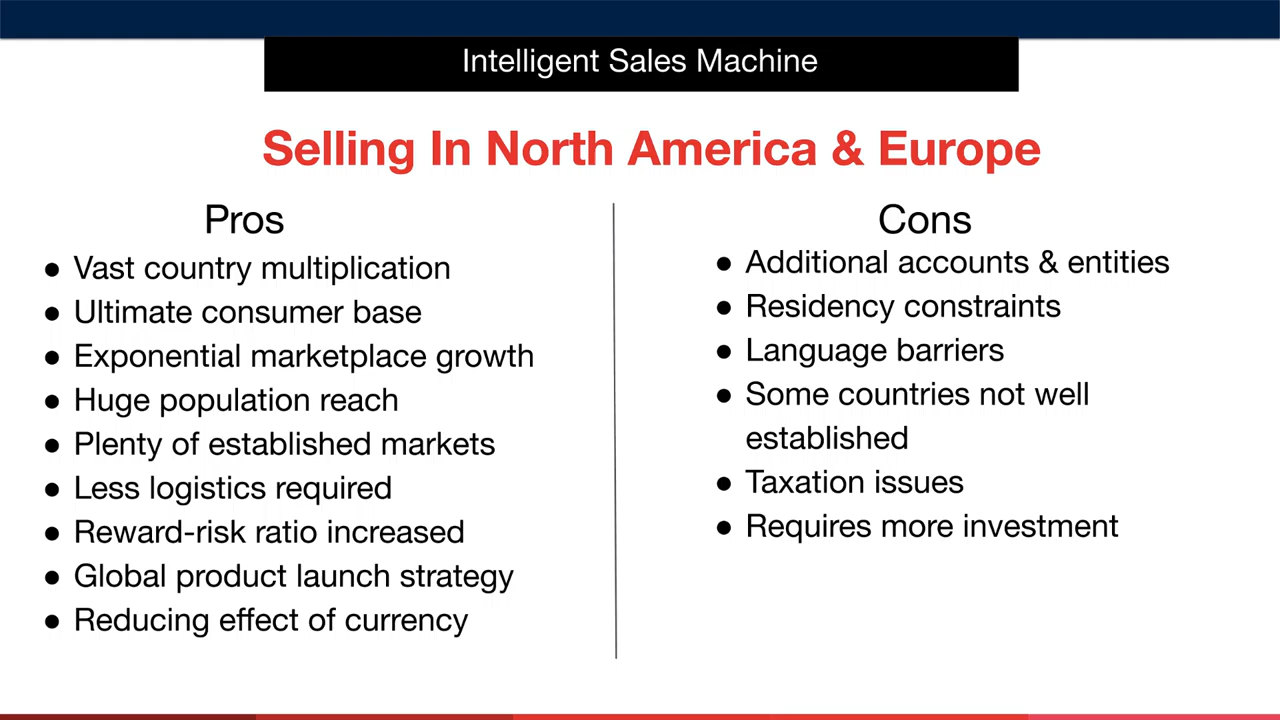 Intelligent Sales Machine
Selling In North America & Europe
Pros
● Vast country multiplication
● Ultimate consumer base
● Exponential marketplace growth
● Huge population reach
● Plenty of established markets
● Less logistics required
● Reward-risk ratio increased
● Global product launch strategy
● Reducing effect of currency
Cons
● Additional accounts & entities
● Residency constraints
● Language barriers
● Some countries not well
established
● Taxation issues
● Requires more investment